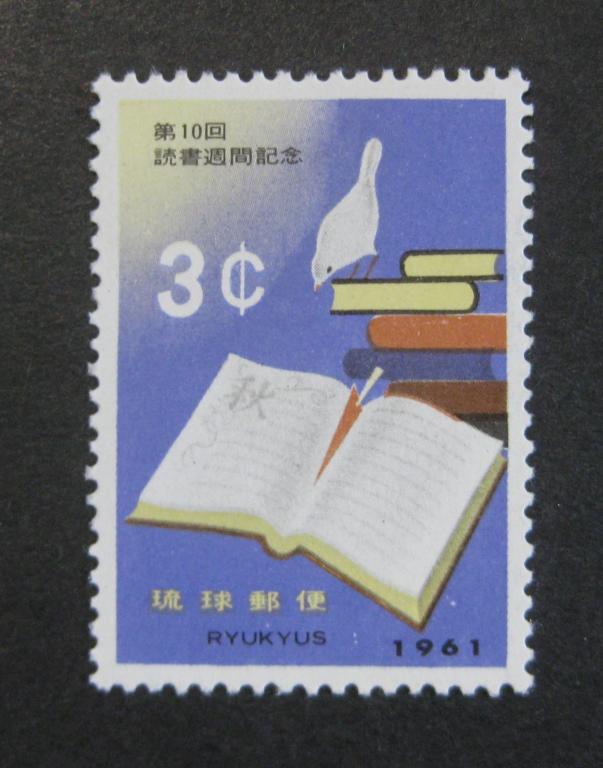 第10回
読書週間記念
3¢
秋
琉球郵便
RYUKYUS
1961